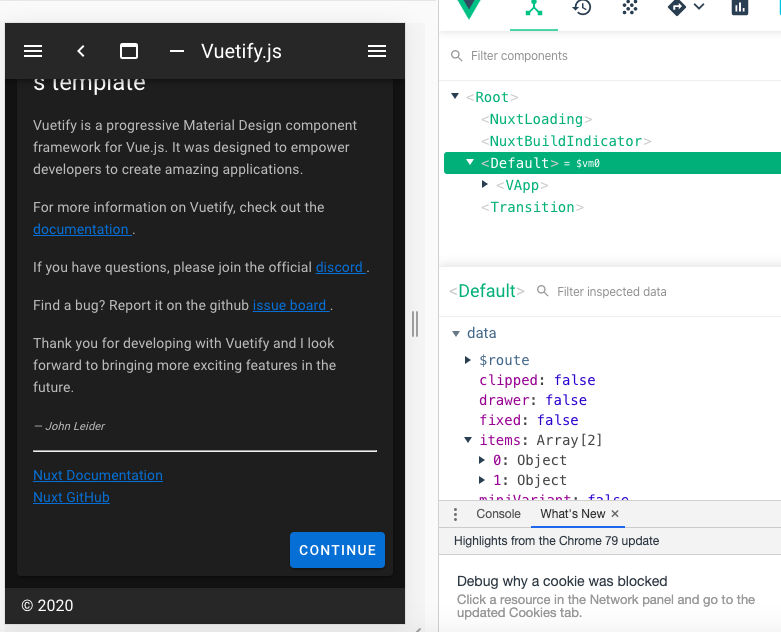 Vuetify.js
s template
Vuetify is a progressive Material Design component
framework for Vue.js. It was designed to empower
developers to create amazing applications.
For more information on Vuetify, check out the
documentation .
If you have questions, please join the official discord .
Find a bug? Report it on the github issue board .
Thank you for developing with Vuetify and I look
forward to bringing more exciting features in the
future.
— John Leider
Nuxt Documentation
Nuxt GitHub
CONTINUE
© 2020
Filter components
<Root>
<NuxtLoading>
<NuxtBuildIndicator>
<Default> = $vm0
<VApp>
<Transition>
<Default> Filter inspected data
data
$route
clipped: false
drawer: false
fixed: false
items: Array[2]
0: Object
1: Object
miniVariant: false
Console What's New ×
Highlights from the Chrome 79 update
Debug why a cookie was blocked
Click a resource in the Network panel and go to the
updated Cookies tab.